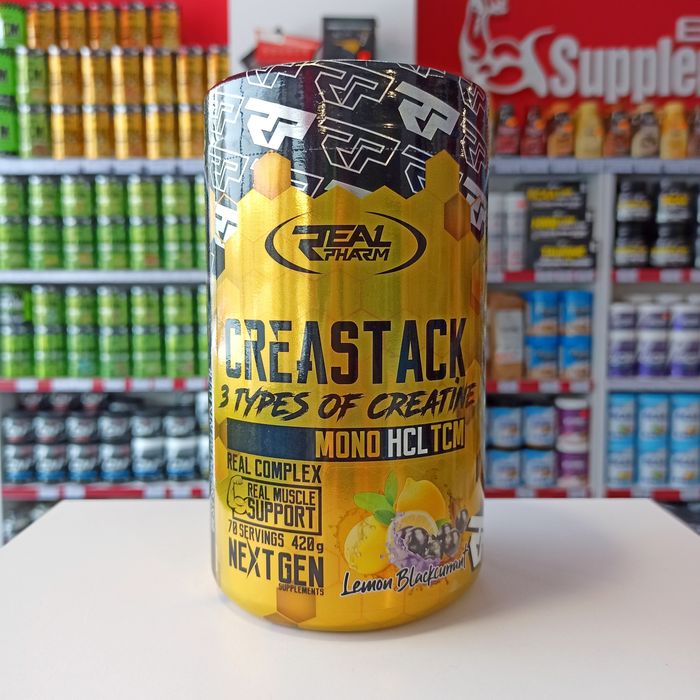 Supple
REAL
PHARM
CREASTACK
3 TYPES OF CREATINE
MONO HCL TCM
REAL COMPLEX
REAL MUSCLE
SUPPORT
70 SERVINGS 420g
NEXT GEN
SUPPLEMENTS
Lemon Blackcurrant